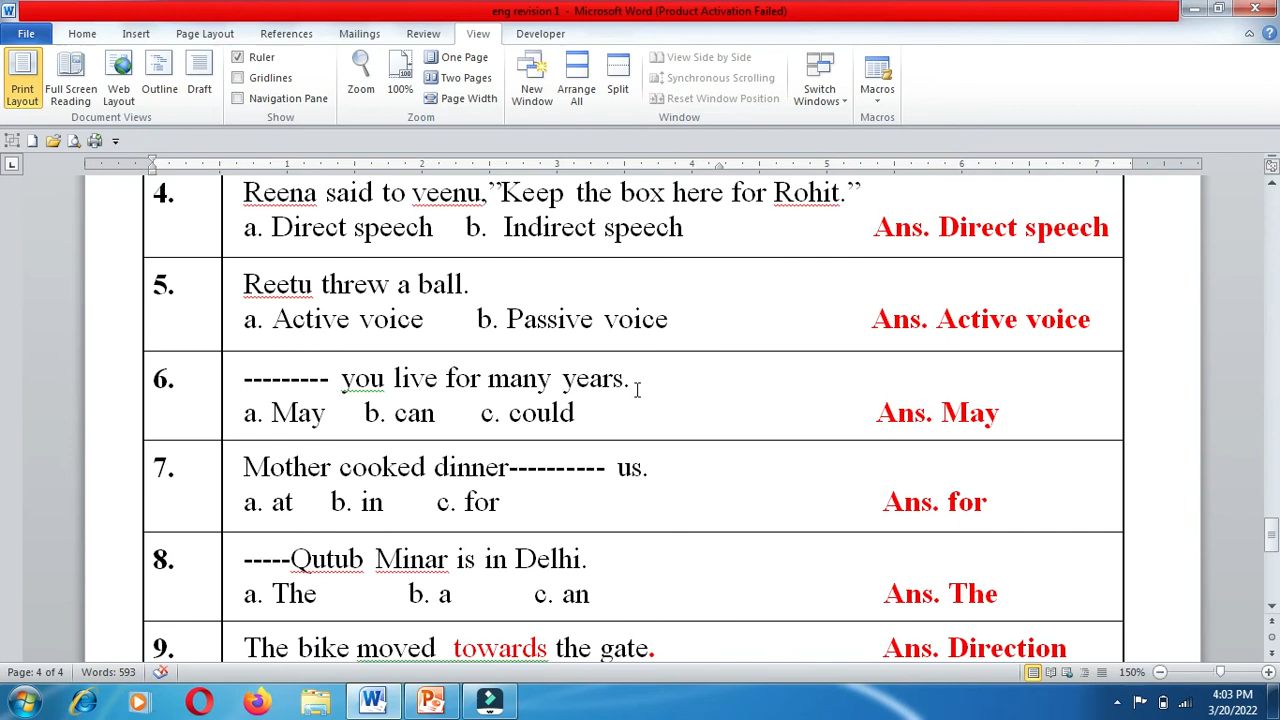 eng revision 1 - Microsoft Word (Product Activation Failed)
File Home Insert Page Layout References Mailings Review View Developer
Print Layout
Full Screen Reading
Web Layout
Outline
Draft
Document Views
Ruler
Gridlines
Navigation Pane
Show
Zoom
100%
One Page
Two Pages
Page Width
Zoom
New Window
Arrange All
Split
View Side by Side
Synchronous Scrolling
Reset Window Position
Switch Windows
Window
Macros
Macros
1 2 3 4 5 6 7
4. Reena said to veenu,”Keep the box here for Rohit.”
a. Direct speech b. Indirect speech Ans. Direct speech
5. Reetu threw a ball.
a. Active voice b. Passive voice Ans. Active voice
6. --------- you live for many years.
a. May b. can c. could Ans. May
7. Mother cooked dinner---------- us.
a. at b. in c. for Ans. for
8. -----Qutub Minar is in Delhi.
a. The b. a c. an Ans. The
9. The bike moved towards the gate. Ans. Direction
Page: 4 of 4 Words: 593 150%
4:03 PM
3/20/2022